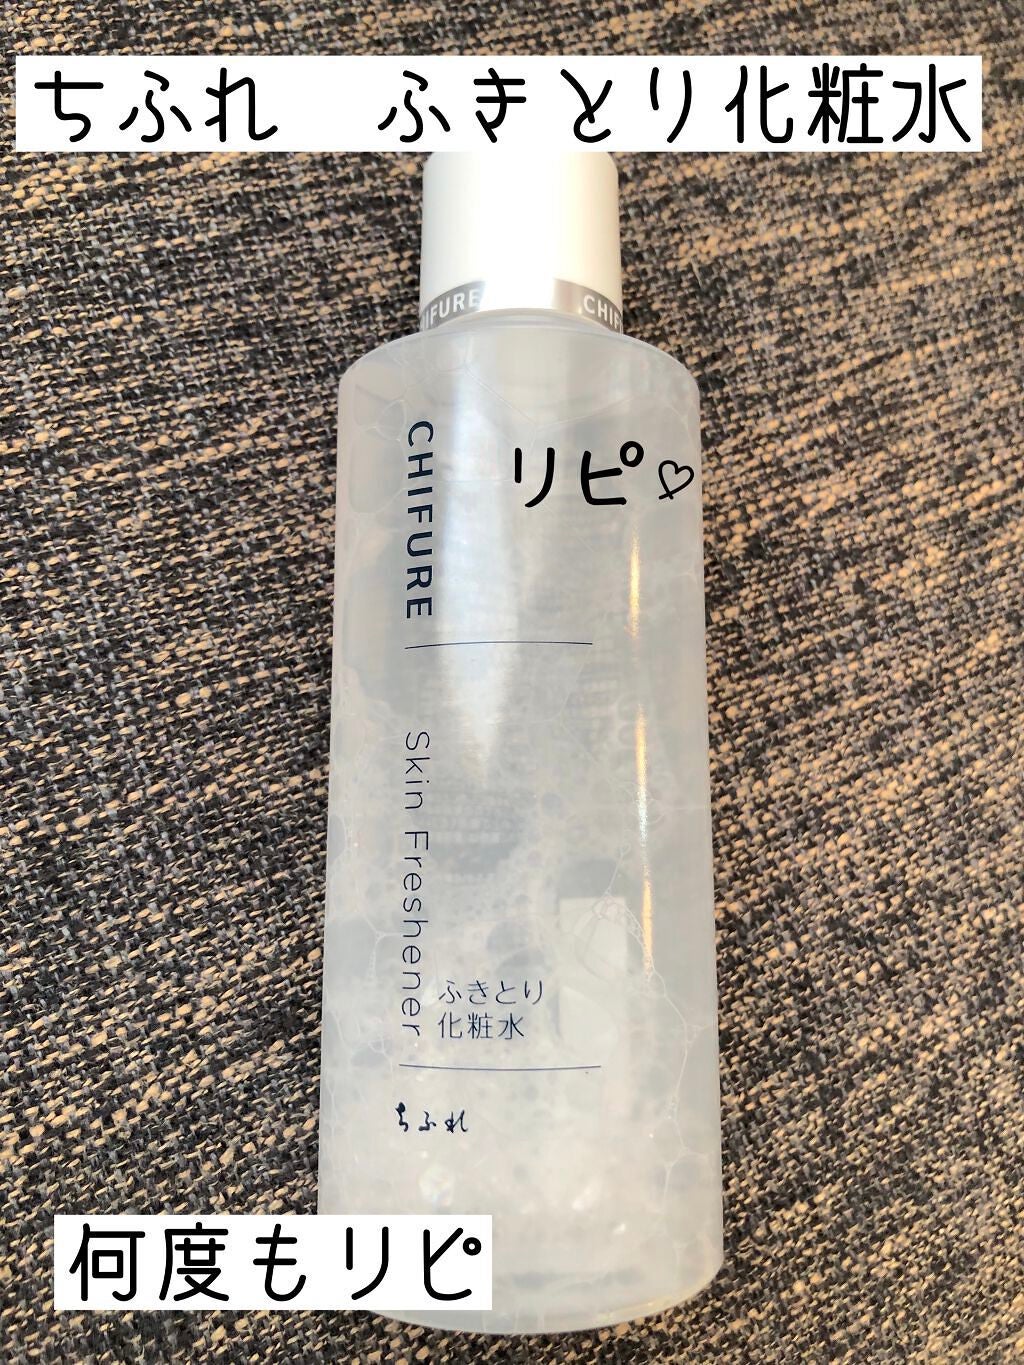 ちふれ　ふきとり化粧水
CHIFURE
CHIFURE
リピ♡
Skin Freshener
ふきとり
化粧水
ちふれ
何度もリピ